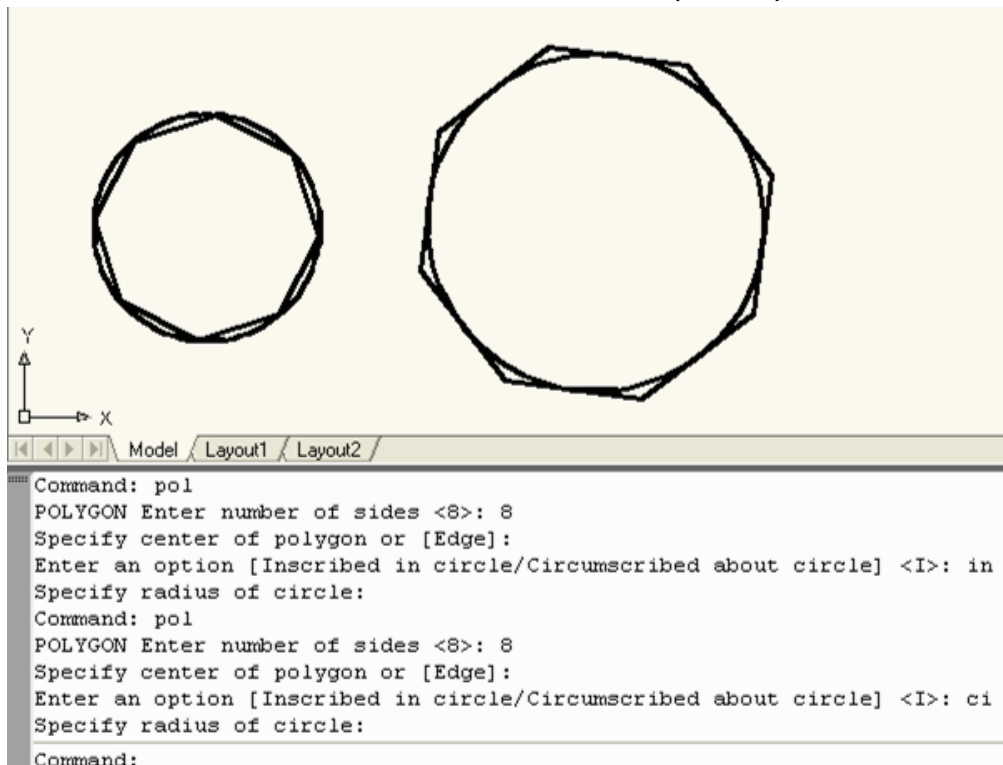 Y
X
Model Layout1 Layout2
Command: pol
POLYGON Enter number of sides <8>: 8
Specify center of polygon or [Edge]:
Enter an option [Inscribed in circle/Circumscribed about circle] <I>: in
Specify radius of circle:
Command: pol
POLYGON Enter number of sides <8>: 8
Specify center of polygon or [Edge]:
Enter an option [Inscribed in circle/Circumscribed about circle] <I>: ci
Specify radius of circle:
Command: